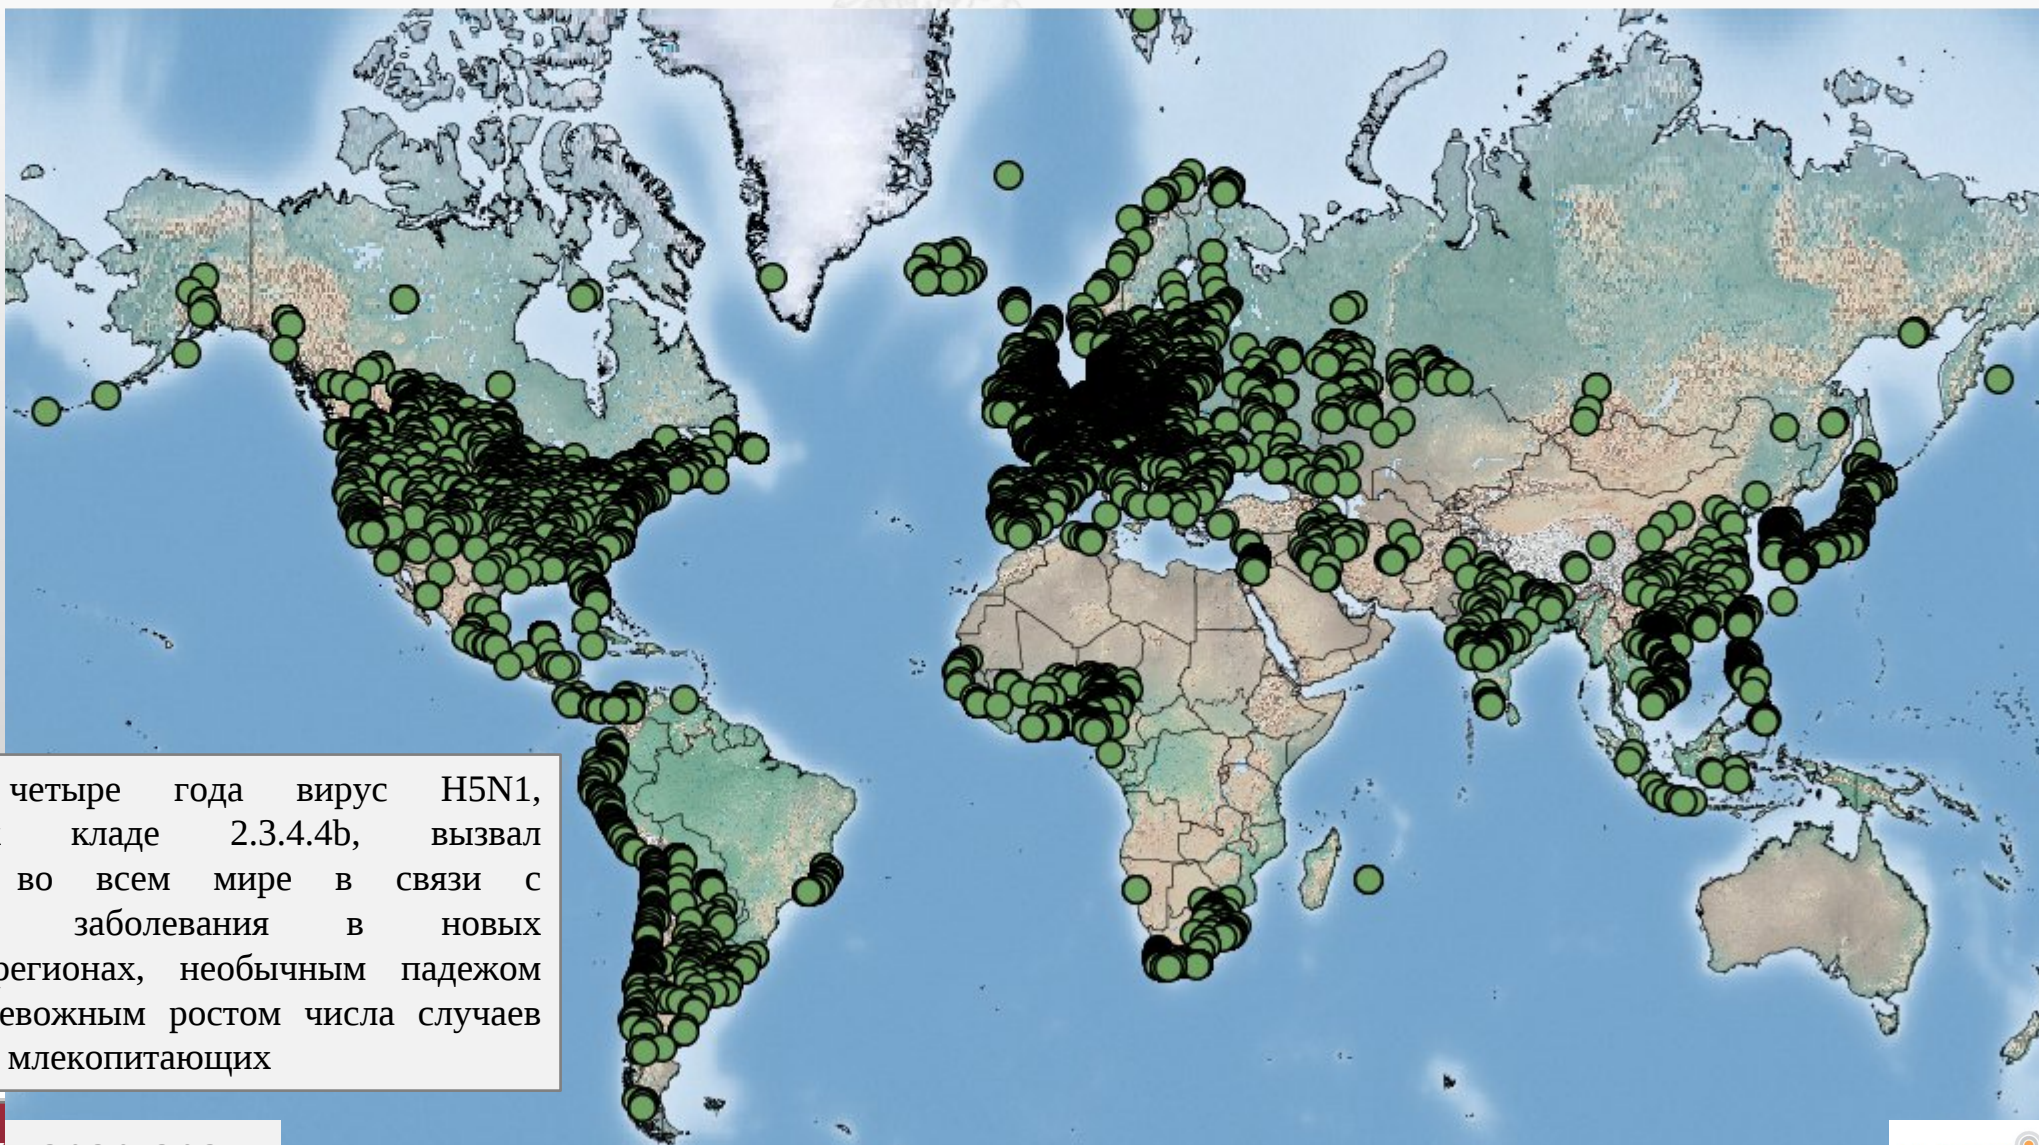 четыре года вирус H5N1,
кладе 2.3.4.4b, вызвал
во всем мире в связи с
заболевания в новых
регионах, необычным падежом
ростом числа случаев
млекопитающих